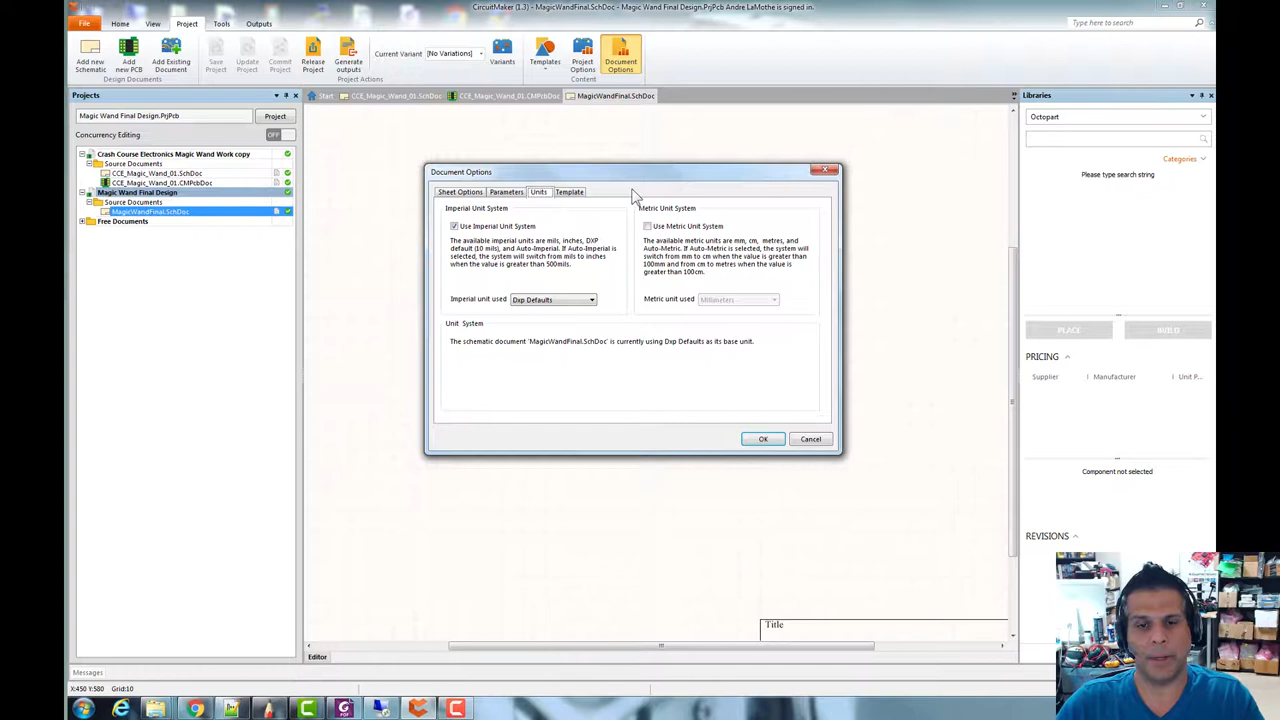 CircuitMaker (1.3) - MagicWandFinal.SchDoc - Magic Wand Final Design.PrjPcb Andre LaMothe is signed in.
File Home View Project Tools Outputs
Type here to search
Add new Schematic
Add new PCB
Add Existing Document
Save Project
Update Project
Commit Project
Release Project
Generate outputs
Current Variant [No Variations]
Variants
Templates
Project Options
Document Options
Design Documents
Project Actions
Content
Projects
Start CCE_Magic_Wand_01.SchDoc CCE_Magic_Wand_01.CMPcbDoc MagicWandFinal.SchDoc
Libraries
Magic Wand Final Design.PrjPcb
Project
Octopart
Concurrency Editing OFF
Categories
Please type search
Crash Course Electronics Magic Wand Work copy
Source Documents
CCE_Magic_Wand_01.SchDoc
CCE_Magic_Wand_01.CMPcbDoc
Magic Wand Final Design
Source Documents
MagicWandFinal.SchDoc
Free Documents
Document Options
Sheet Options Parameters Units Template
Imperial Unit System
Use Imperial Unit System
The available imperial units are mils, inches, DXP
default (10 mils), and Auto-Imperial. If Auto-Imperial is
selected, the system will switch from mils to inches
when the value is greater than 500mils.
Imperial unit used Dxp Defaults
Metric Unit System
Use Metric Unit System
The available metric units are mm, cm, metres, and
Auto-Metric. If Auto-Metric is selected, the system will
switch from mm to cm when the value is greater than
100mm and from cm to metres when the value is
greater than 100cm.
Metric unit used Millimeters
Unit System
The schematic document 'MagicWandFinal.SchDoc' is currently using Dxp Defaults as its base unit.
OK Cancel
PLACE BUILD
PRICING
Supplier Manufacturer Unit P...
Component not selected
REVISIONS
Title
Editor
Messages
X:450 Y:580 Grid:10